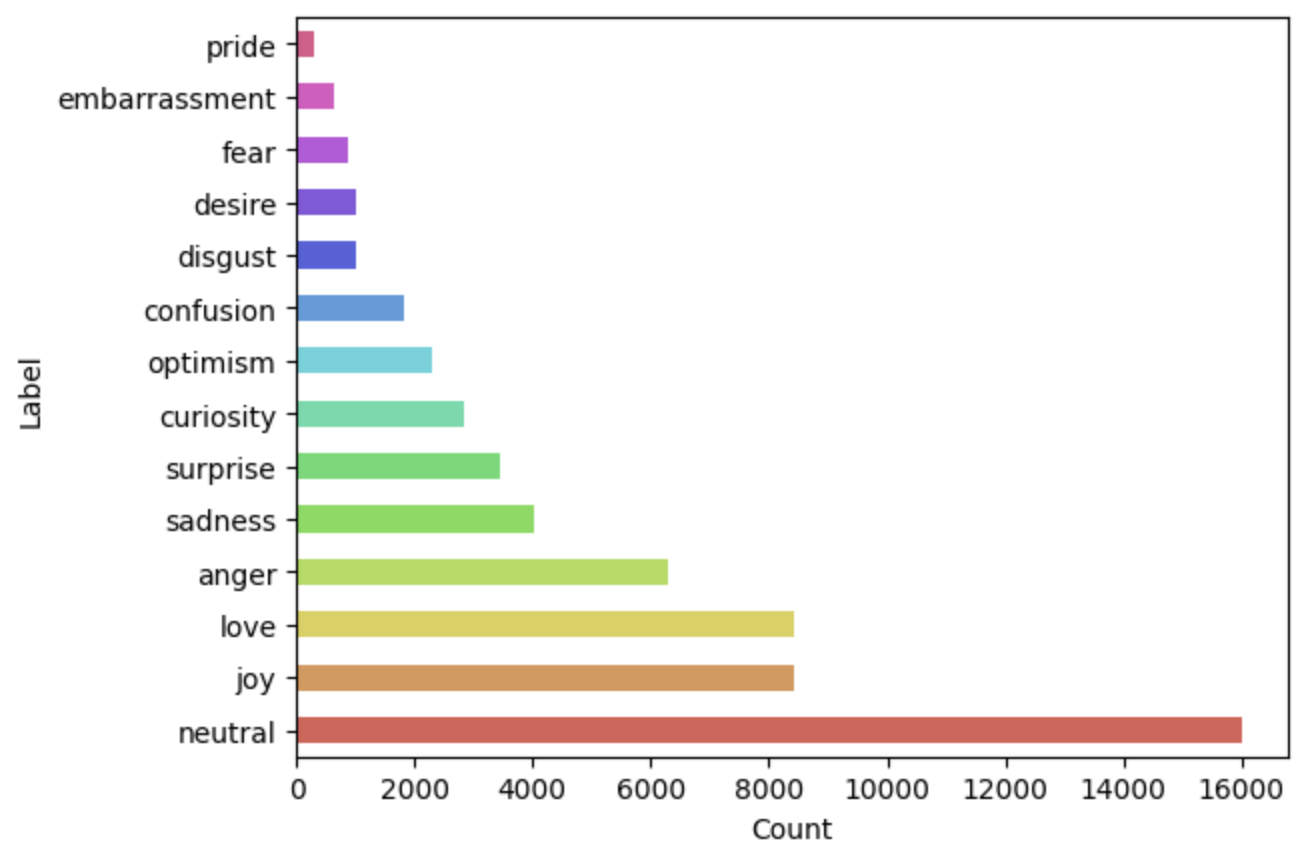 pride
embarrassment
fear
desire
disgust
confusion
optimism
curiosity
surprise
sadness
anger
love
joy
neutral
Label
0 2000 4000 6000 8000 10000 12000 14000 16000
Count